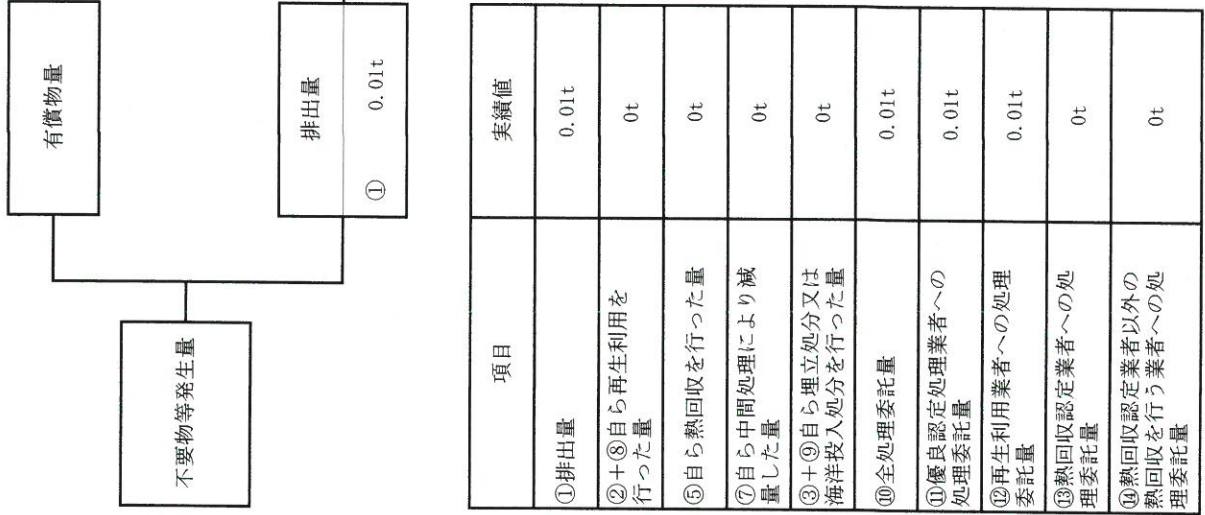 有償物量
不要物等発生量
排出量
① 0.01t
項目 実績値
①排出量 0.01t
②+⑧自ら再生利用を
行った量 0t
⑤自ら熱回収を行った量 0t
⑦自ら中間処理により減
量した量 0t
③+⑨自ら埋立処分又は
海洋投入処分を行った量 0t
⑩全処理委託量 0.01t
⑪優良認定処理業者への
処理委託量 0.01t
⑫再生利用業者への処理
委託量 0.01t
⑬熱回収認定業者への処
理委託量 0t
⑭熱回収認定業者以外の
熱回収を行う業者への処
理委託量 0t